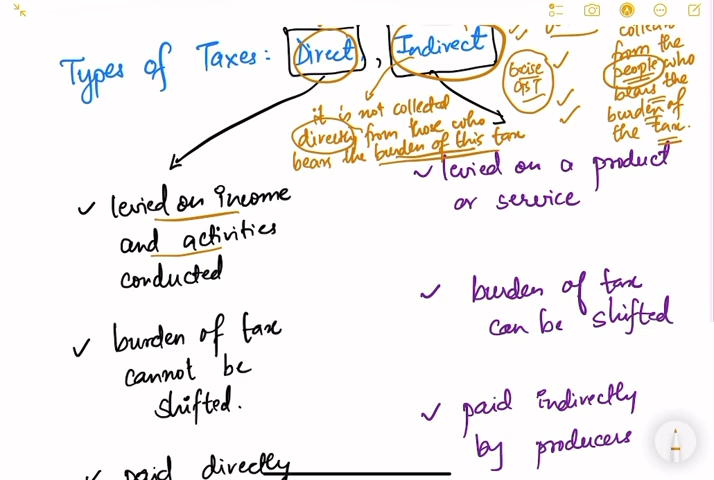 Types of Taxes: Direct, Indirect
Excise
GST
from the
people who
bears the
burden of
the tax.
it is not collected
directly from those who
bears the burden of this tax
✓ levied on income
and activities
conducted
✓ burden of tax
cannot be
shifted.
✓ paid directly
✓ levied on a product
or service
✓ burden of tax
can be shifted
✓ paid indirectly
by producers